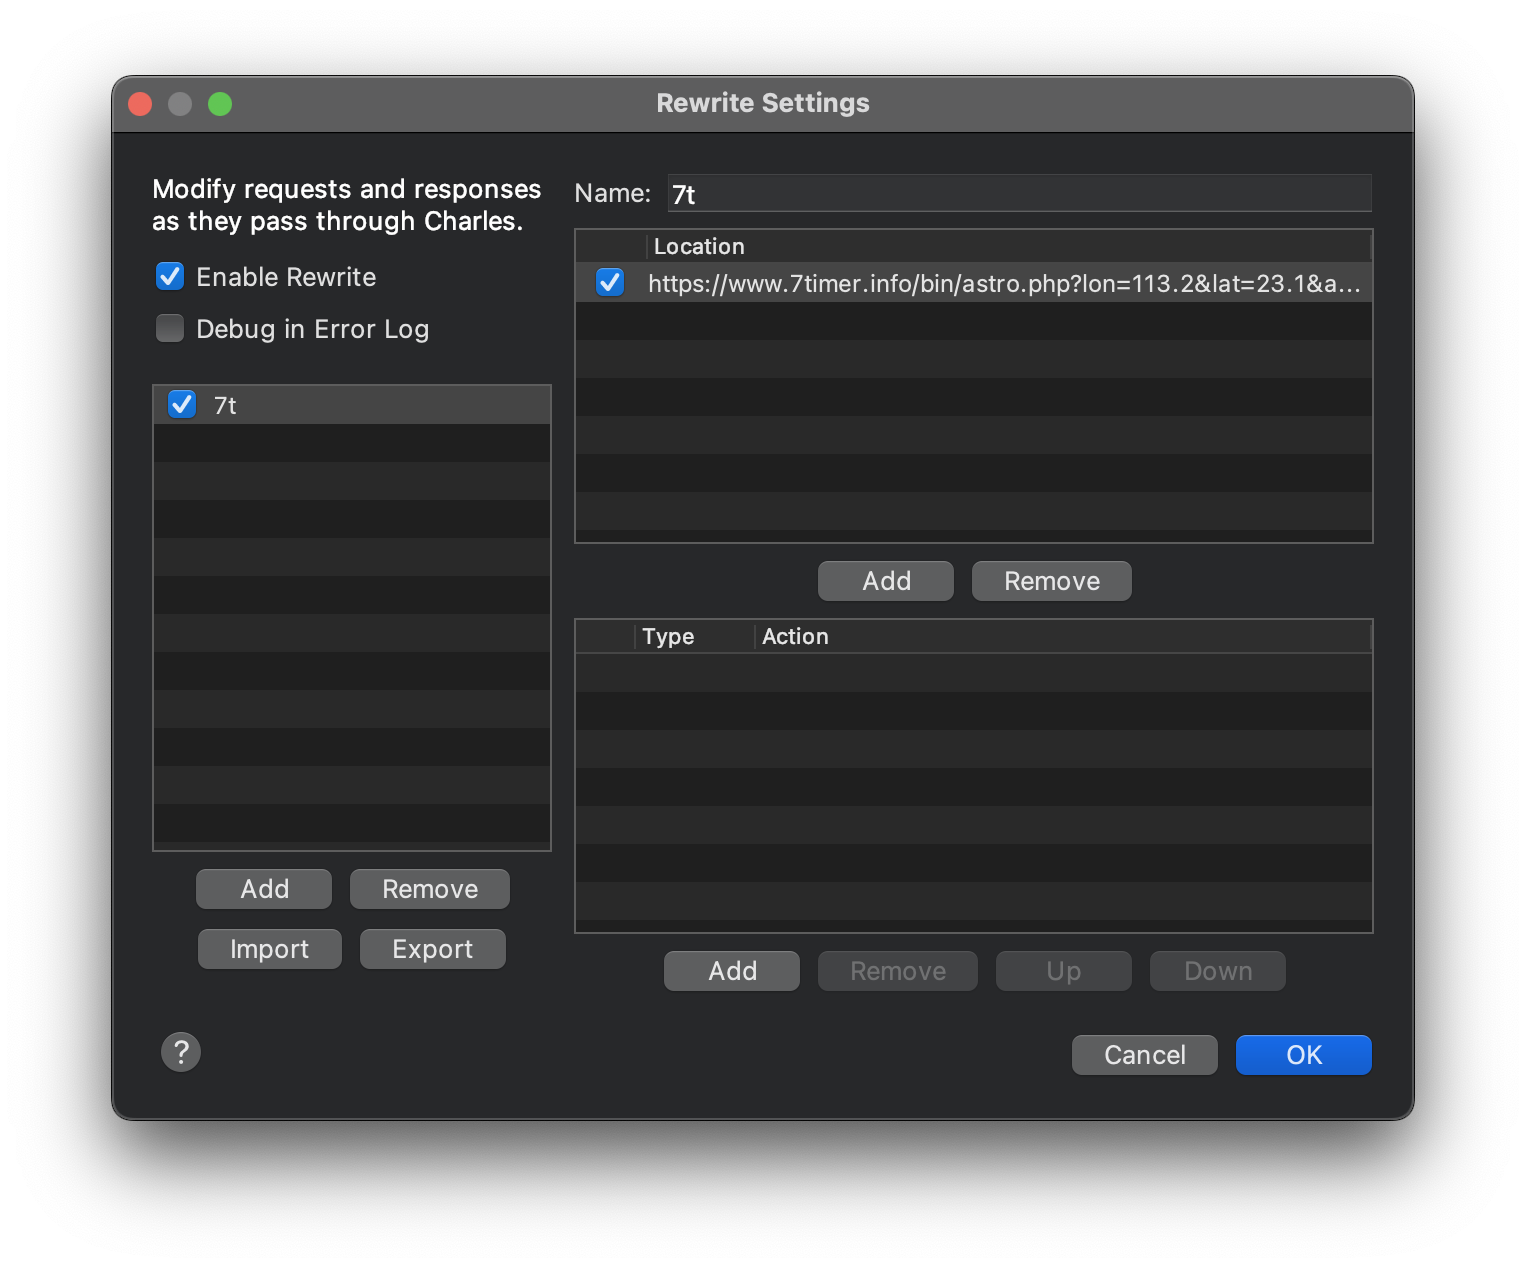 Rewrite Settings
Modify requests and responses
as they pass through Charles.
Enable Rewrite
Debug in Error Log
7t
Add Remove
Import Export
?
Name: 7t
Location
https://www.7timer.info/bin/astro.php?lon=113.2&lat=23.1&a...
Add Remove
Type Action
Add Remove Up Down
Cancel OK